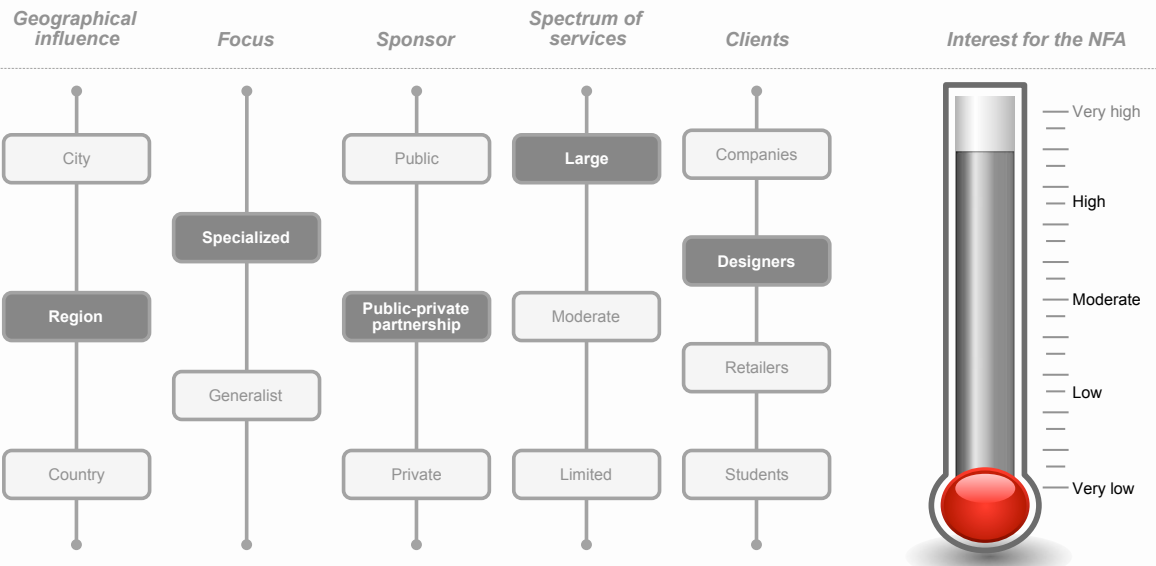 Geographical
influence
Focus
Sponsor
Spectrum of
services
Clients
Interest for the NFA
City
Region
Country
Specialized
Generalist
Public
Public-private
partnership
Private
Large
Moderate
Limited
Companies
Designers
Retailers
Students
Very high
High
Moderate
Low
Very low